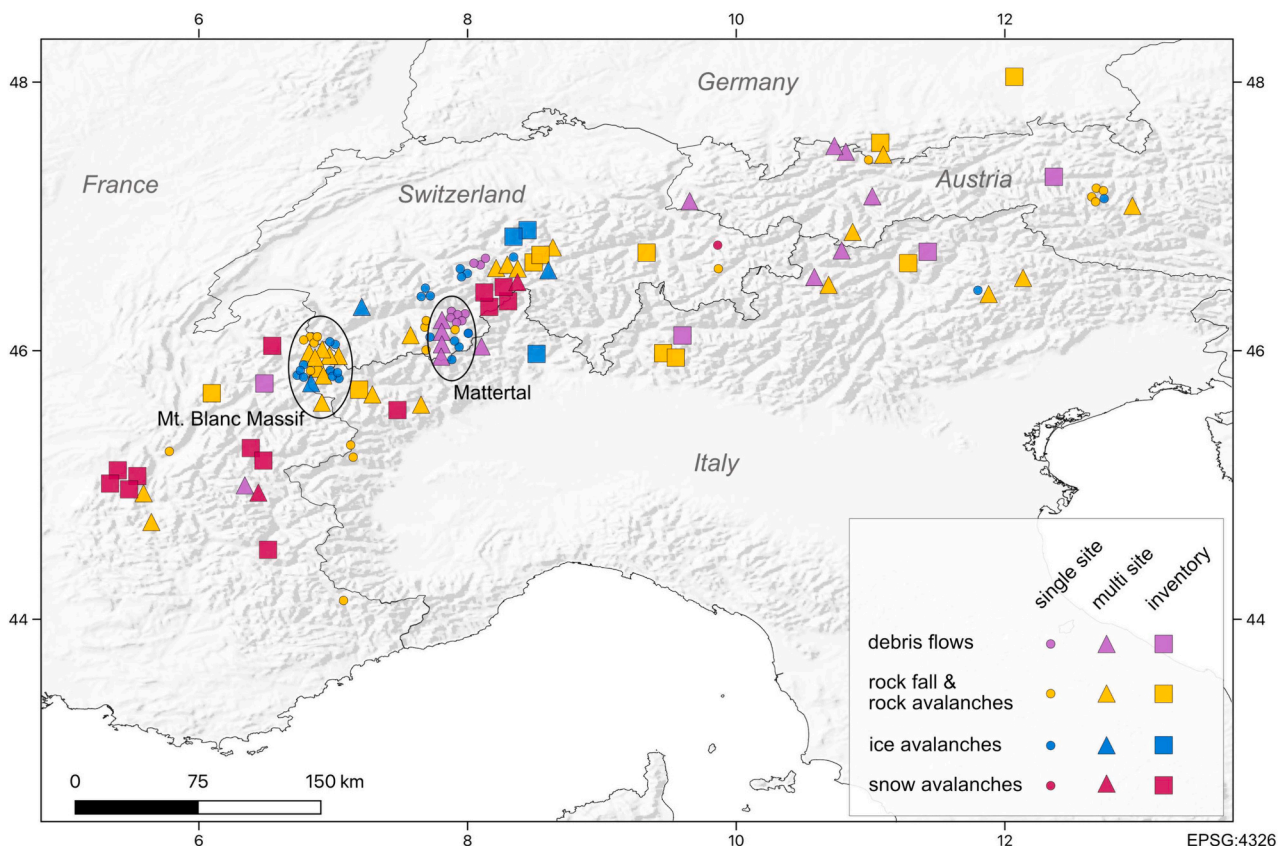 6 8 10 12
48 48
Germany
France
Switzerland
Austria
46 46
Mattertal
Mt. Blanc Massif
Italy
single site
multi site
inventory
44 44
debris flows
rock fall &
rock avalanches
ice avalanches
snow avalanches
0 75 150 km
6 8 10 12
EPSG:4326